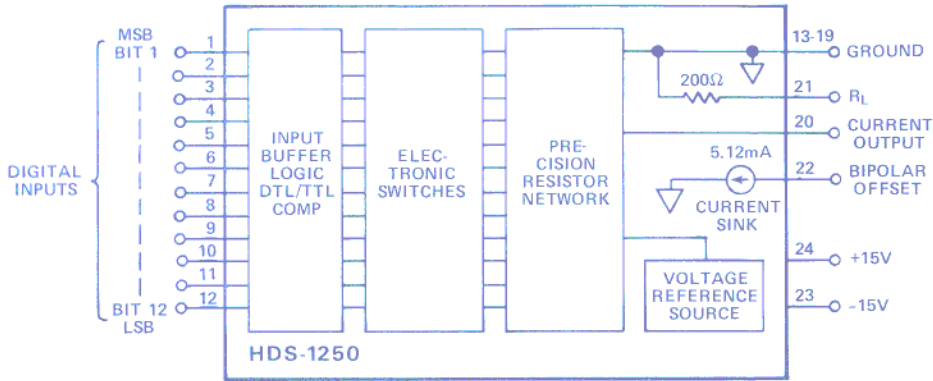 MSB
BIT 1
1
2
3
4
5
6
7
8
9
10
11
12
BIT 12
LSB
DIGITAL
INPUTS
INPUT
BUFFER
LOGIC
DTL/TTL
COMP
ELEC-
TRONIC
SWITCHES
PRE-
CISION
RESISTOR
NETWORK
200Ω
5.12mA
CURRENT
SINK
VOLTAGE
REFERENCE
SOURCE
13-19
GROUND
21
RL
20
CURRENT
OUTPUT
22
BIPOLAR
OFFSET
24
+15V
23
-15V
HDS-1250